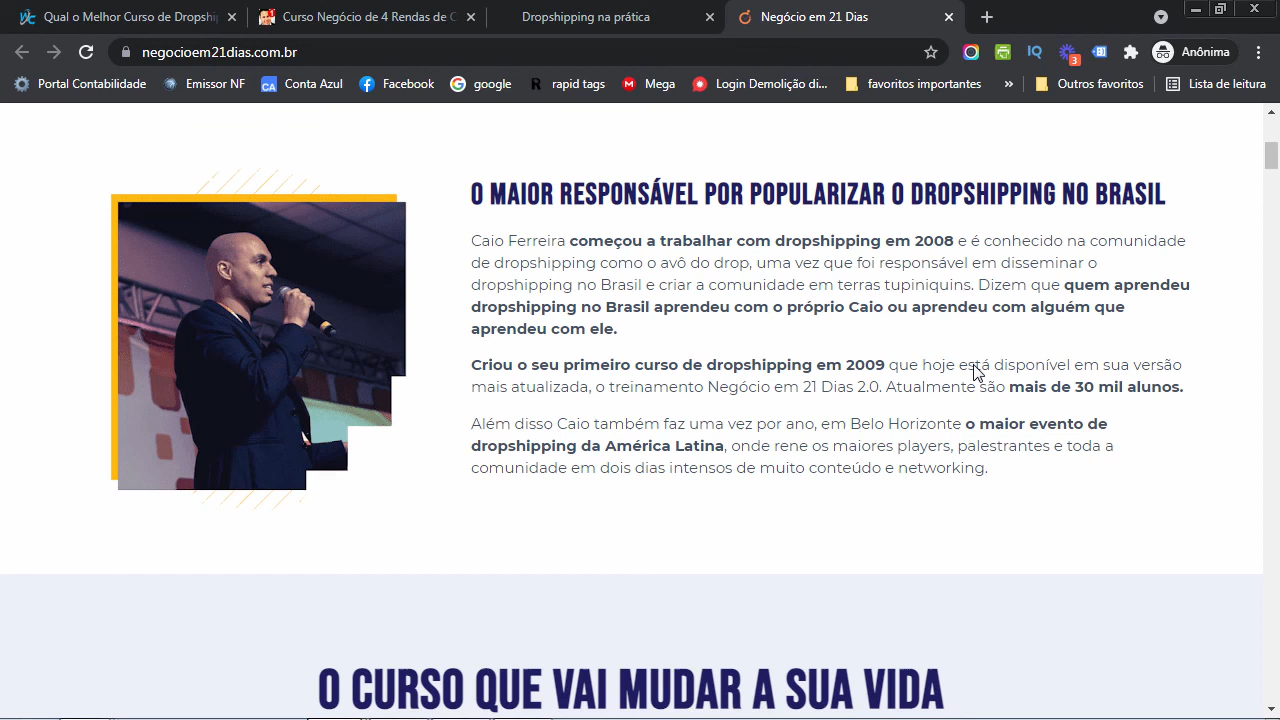 Qual o Melhor Curso de Dropshi
Curso Negócio de 4 Rendas de C
Dropshipping na prática
Negócio em 21 Dias
negocioem21dias.com.br
IQ
3
Anônima
Portal Contabilidade
Emissor NF
CA
Conta Azul
Facebook
google
R
rapid tags
Mega
Login Demolição di...
favoritos importantes
»
Outros favoritos
Lista de leitura
O MAIOR RESPONSÁVEL POR POPULARIZAR O DROPSHIPPING NO BRASIL
Caio Ferreira começou a trabalhar com dropshipping em 2008 e é conhecido na comunidade
de dropshipping como o avô do drop, uma vez que foi responsável em disseminar o
dropshipping no Brasil e criar a comunidade em terras tupiniquins. Dizem que quem aprendeu
dropshipping no Brasil aprendeu com o próprio Caio ou aprendeu com alguém que
aprendeu com ele.
Criou o seu primeiro curso de dropshipping em 2009 que hoje está disponível em sua versão
mais atualizada, o treinamento Negócio em 21 Dias 2.0. Atualmente são mais de 30 mil alunos.
Além disso Caio também faz uma vez por ano, em Belo Horizonte o maior evento de
dropshipping da América Latina, onde rene os maiores players, palestrantes e toda a
comunidade em dois dias intensos de muito conteúdo e networking.
O CURSO QUE VAI MUDAR A SUA VIDA